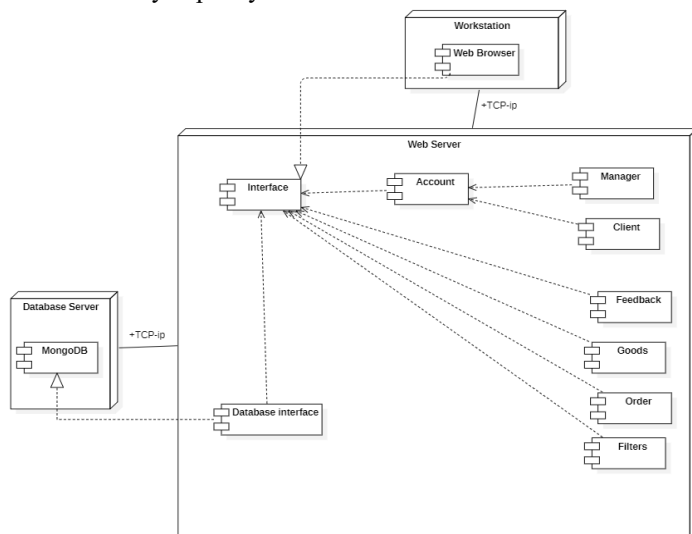 Workstation
Web Browser
+TCP-ip
Web Server
Interface
Account
Manager
Client
Database Server
Feedback
+TCP-ip
MongoDB
Goods
Order
Database interface
Filters